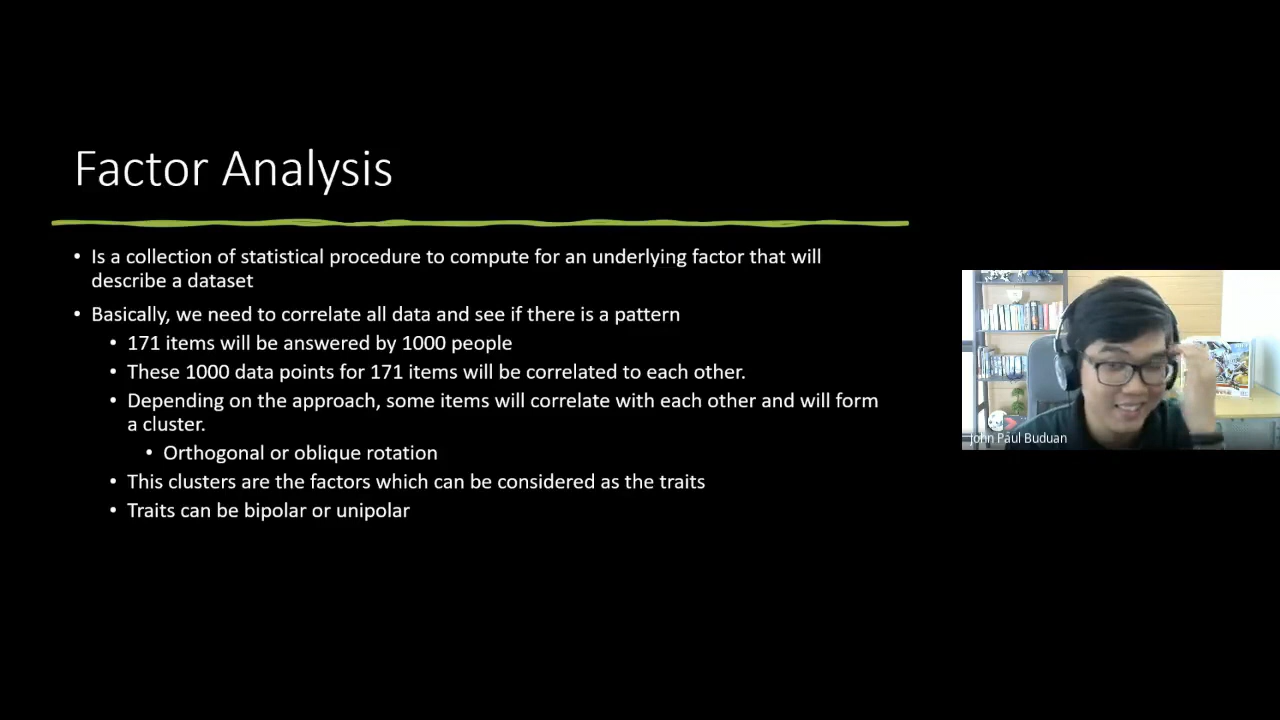 Factor Analysis
• Is a collection of statistical procedure to compute for an underlying factor that will
describe a dataset
• Basically, we need to correlate all data and see if there is a pattern
• 171 items will be answered by 1000 people
• These 1000 data points for 171 items will be correlated to each other.
• Depending on the approach, some items will correlate with each other and will form
a cluster.
• Orthogonal or oblique rotation
• This clusters are the factors which can be considered as the traits
• Traits can be bipolar or unipolar
John Paul Buduan